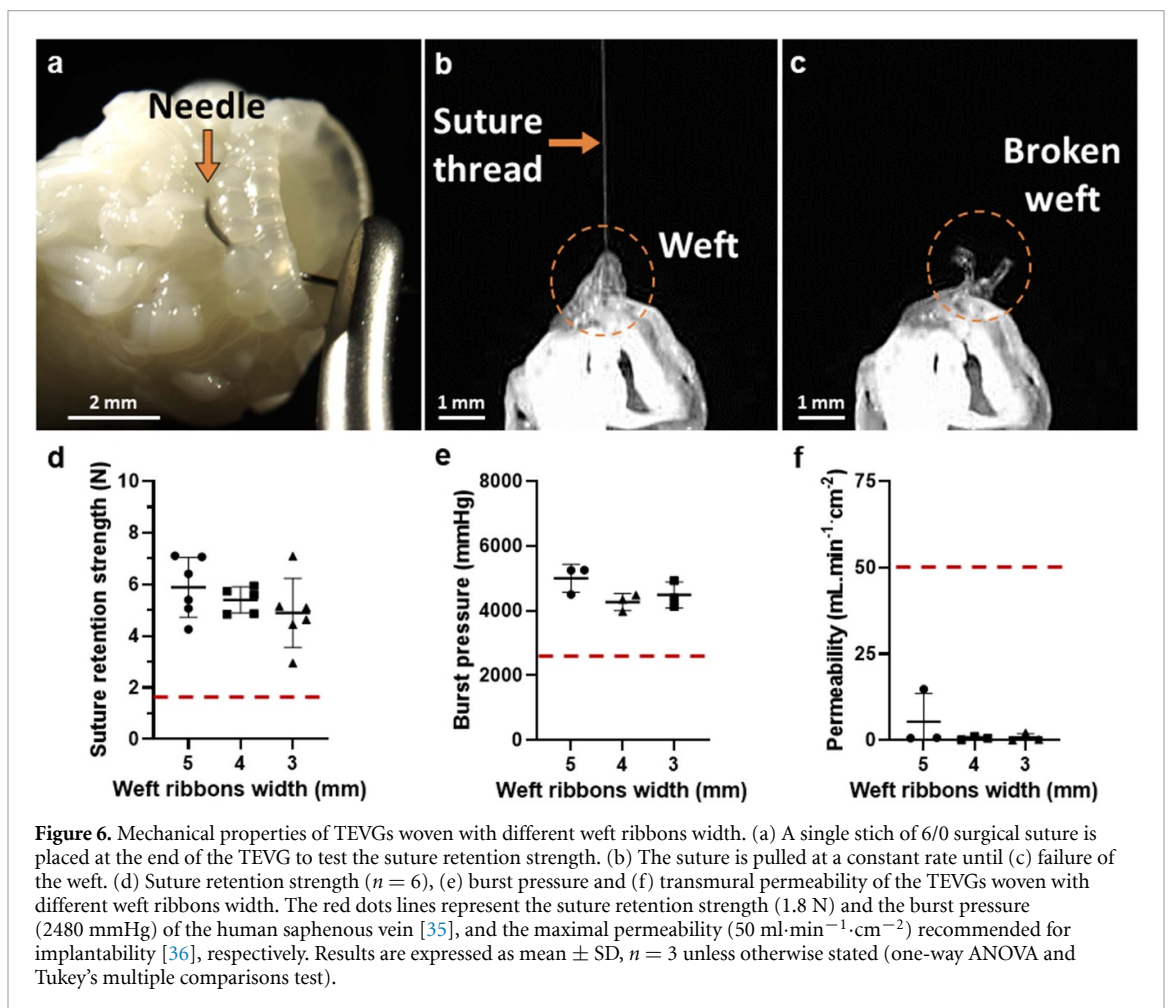 a
Needle
2 mm
b
Suture
thread
Weft
1 mm
c
Broken
weft
1 mm
d
Suture retention strength (N)
10
8
6
4
2
0
5 4 3
Weft ribbons width (mm)
e
Burst pressure (mmHg)
8000
6000
4000
2000
0
5 4 3
Weft ribbons width (mm)
f
Permeability (mL.min⁻¹·cm⁻²)
75
50
25
0
5 4 3
Weft ribbons width (mm)
Figure 6. Mechanical properties of TEVGs woven with different weft ribbons width. (a) A single stich of 6/0 surgical suture is
placed at the end of the TEVG to test the suture retention strength. (b) The suture is pulled at a constant rate until (c) failure of
the weft. (d) Suture retention strength (n = 6), (e) burst pressure and (f) transmural permeability of the TEVGs woven with
different weft ribbons width. The red dots lines represent the suture retention strength (1.8 N) and the burst pressure
(2480 mmHg) of the human saphenous vein [35], and the maximal permeability (50 ml·min⁻¹·cm⁻²) recommended for
implantability [36], respectively. Results are expressed as mean ± SD, n = 3 unless otherwise stated (one-way ANOVA and
Tukey's multiple comparisons test).